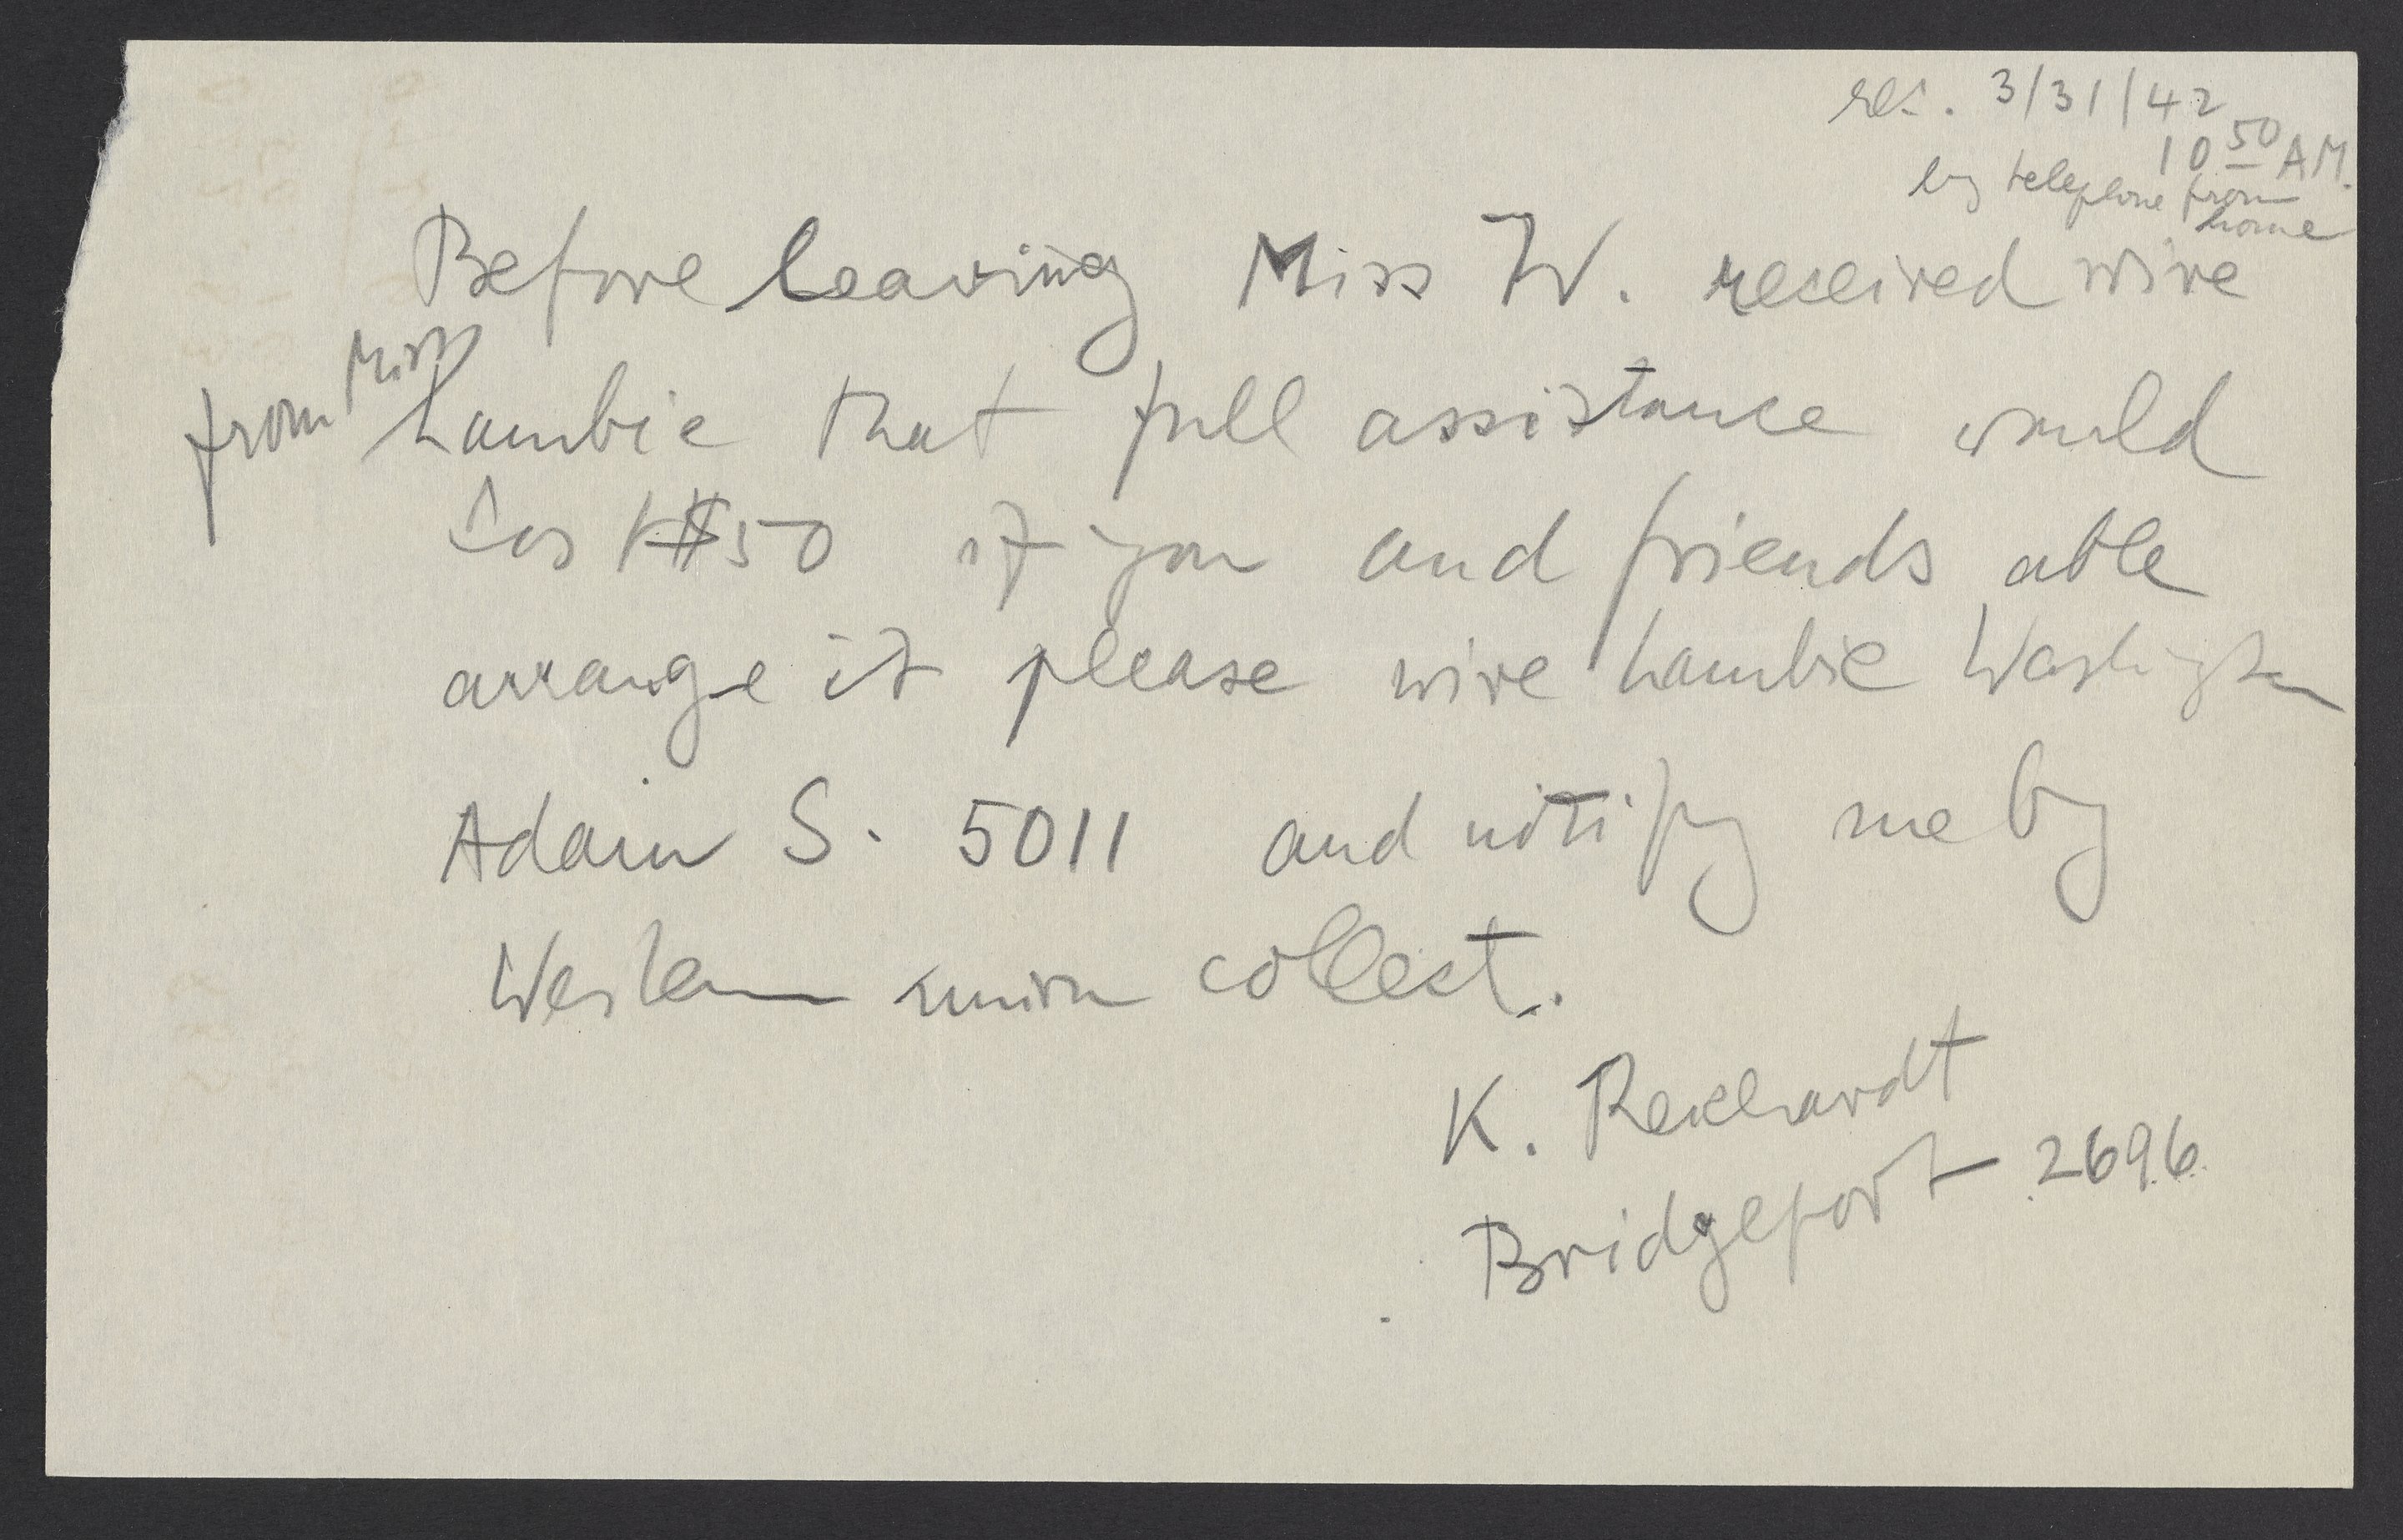 rec. 3/31/42
10 50 AM.
by telephone from
home
Before leaving Miss W. received wire
from Miss Lambie that full assistance would
cost $50 if you and friends able
arrange it please wire Lambie Washington
Adam S. 5011 and notify me by
Western union collect.
K. Reichardt
Bridgeport 2696